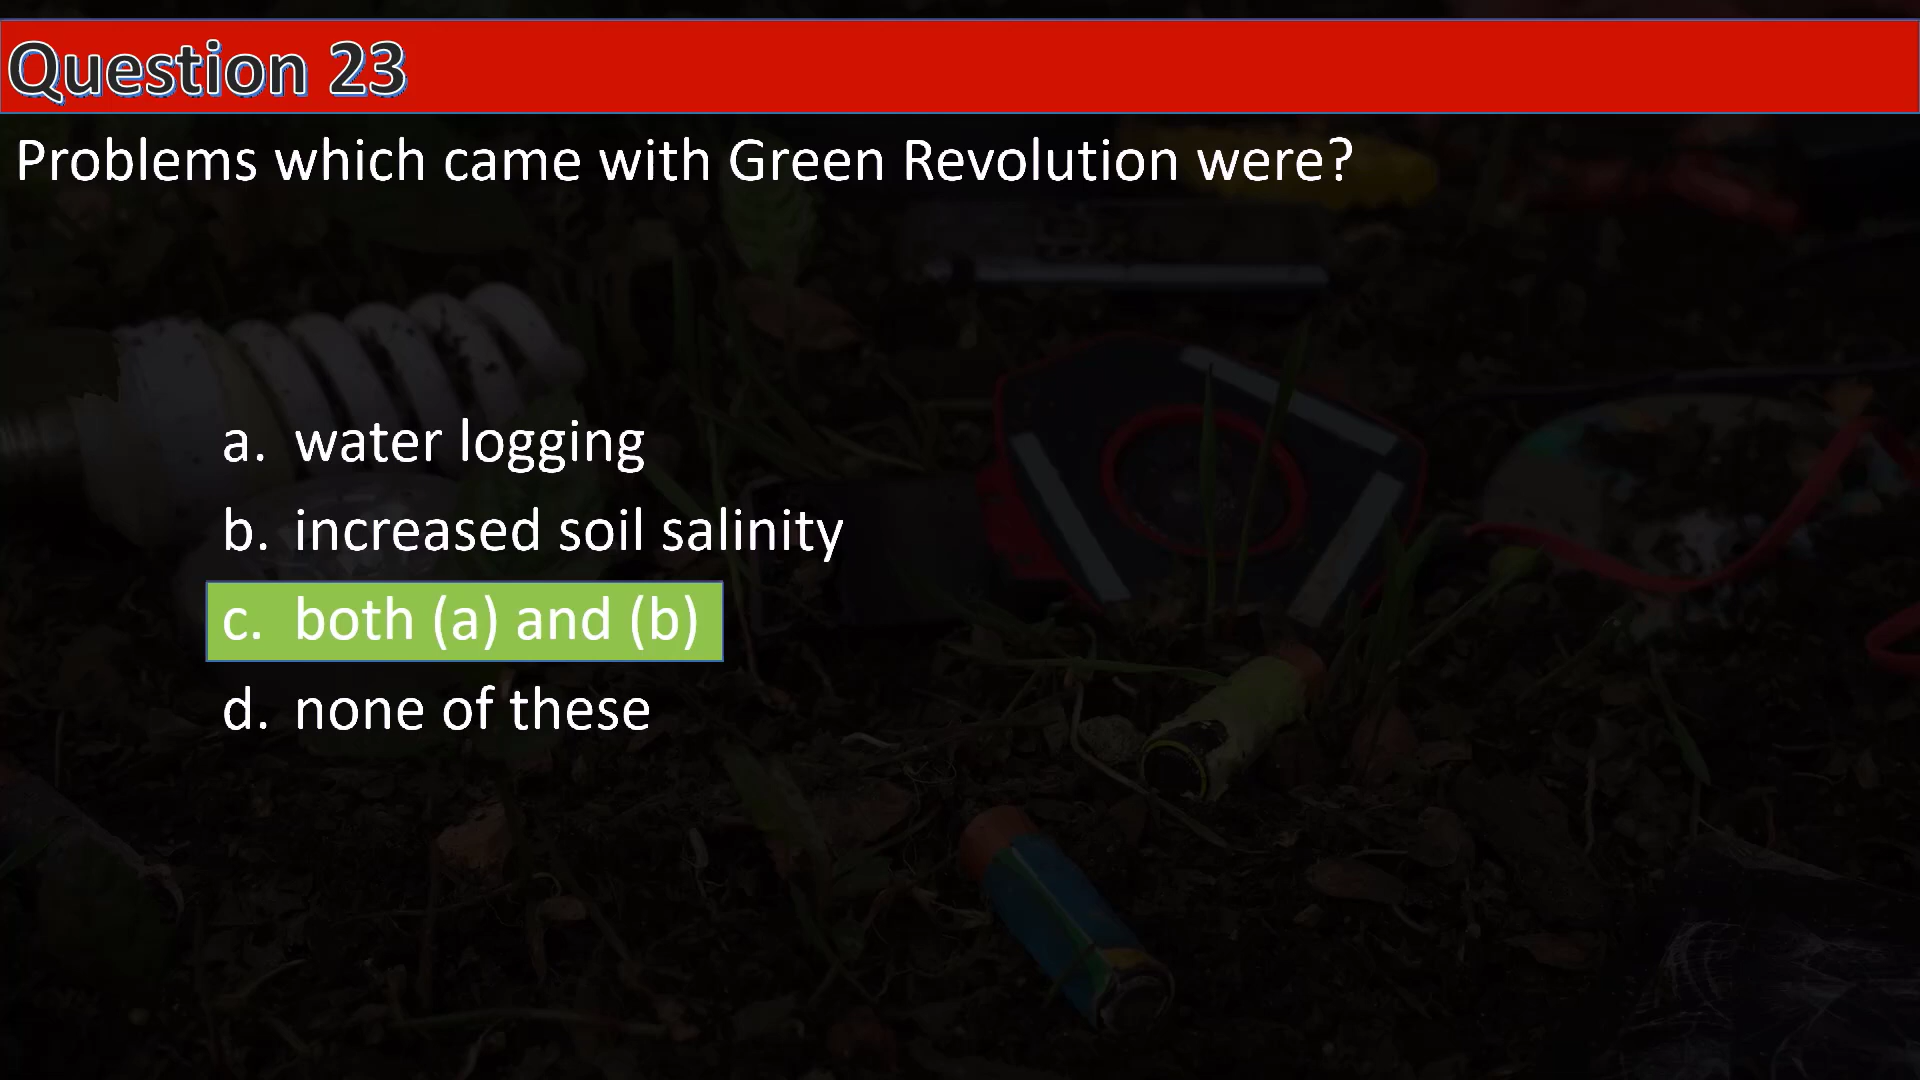 Question 23
Problems which came with Green Revolution were?
a. water logging
b. increased soil salinity
c. both (a) and (b)
d. none of these